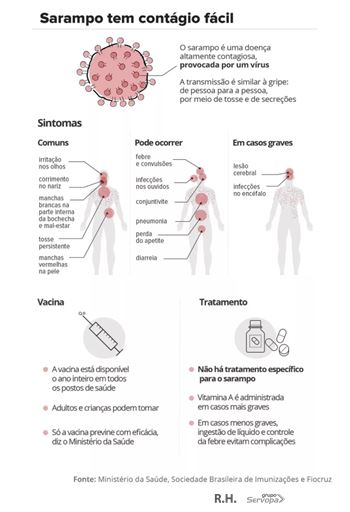 Sarampo tem contágio fácil
O sarampo é uma doença
altamente contagiosa,
provocada por um vírus
A transmissão é similar à gripe:
de pessoa para a pessoa,
por meio de tosse e de secreções
Sintomas
Comuns
irritação
nos olhos
corrimento
no nariz
manchas
brancas na
parte interna
da bochecha
e mal-estar
tosse
persistente
manchas
vermelhas
na pele
Pode ocorrer
febre
e convulsões
infecções
nos ouvidos
conjuntivite
pneumonia
perda
do apetite
diarreia
Em casos graves
lesão
cerebral
infecções
no encéfalo
Vacina
A vacina está disponível
o ano inteiro em todos
os postos de saúde
Adultos e crianças podem tomar
Só a vacina previne com eficácia,
diz o Ministério da Saúde
Tratamento
Não há tratamento específico
para o sarampo
Vitamina A é administrada
em casos mais graves
Em casos menos graves,
ingestão de líquido e controle
da febre evitam complicações
Fonte: Ministério da Saúde, Sociedade Brasileira de Imunizações e Fiocruz
R.H.
grupo
Servopa